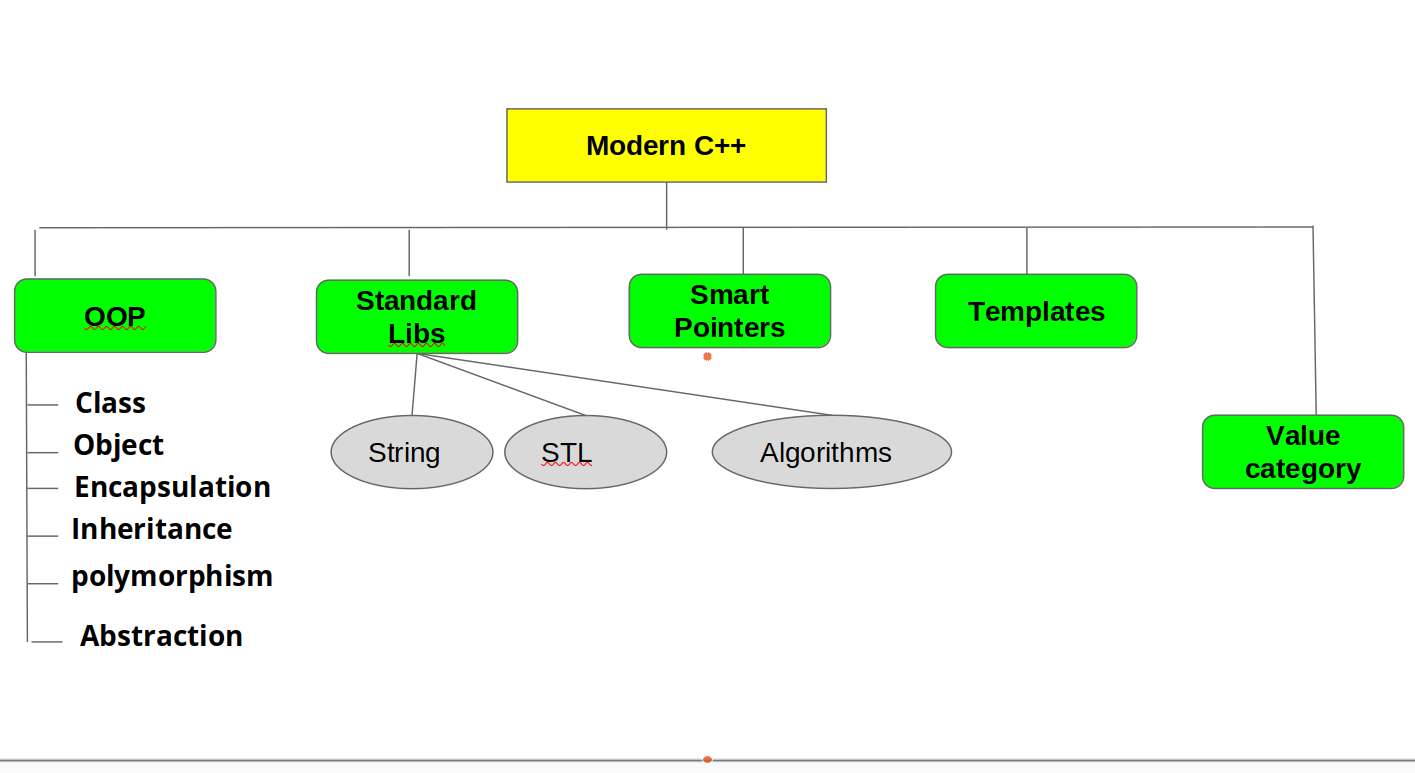 Modern C++
OOP
Standard
Libs
Smart
Pointers
Templates
Value
category
Class
Object
Encapsulation
Inheritance
polymorphism
Abstraction
String
STL
Algorithms